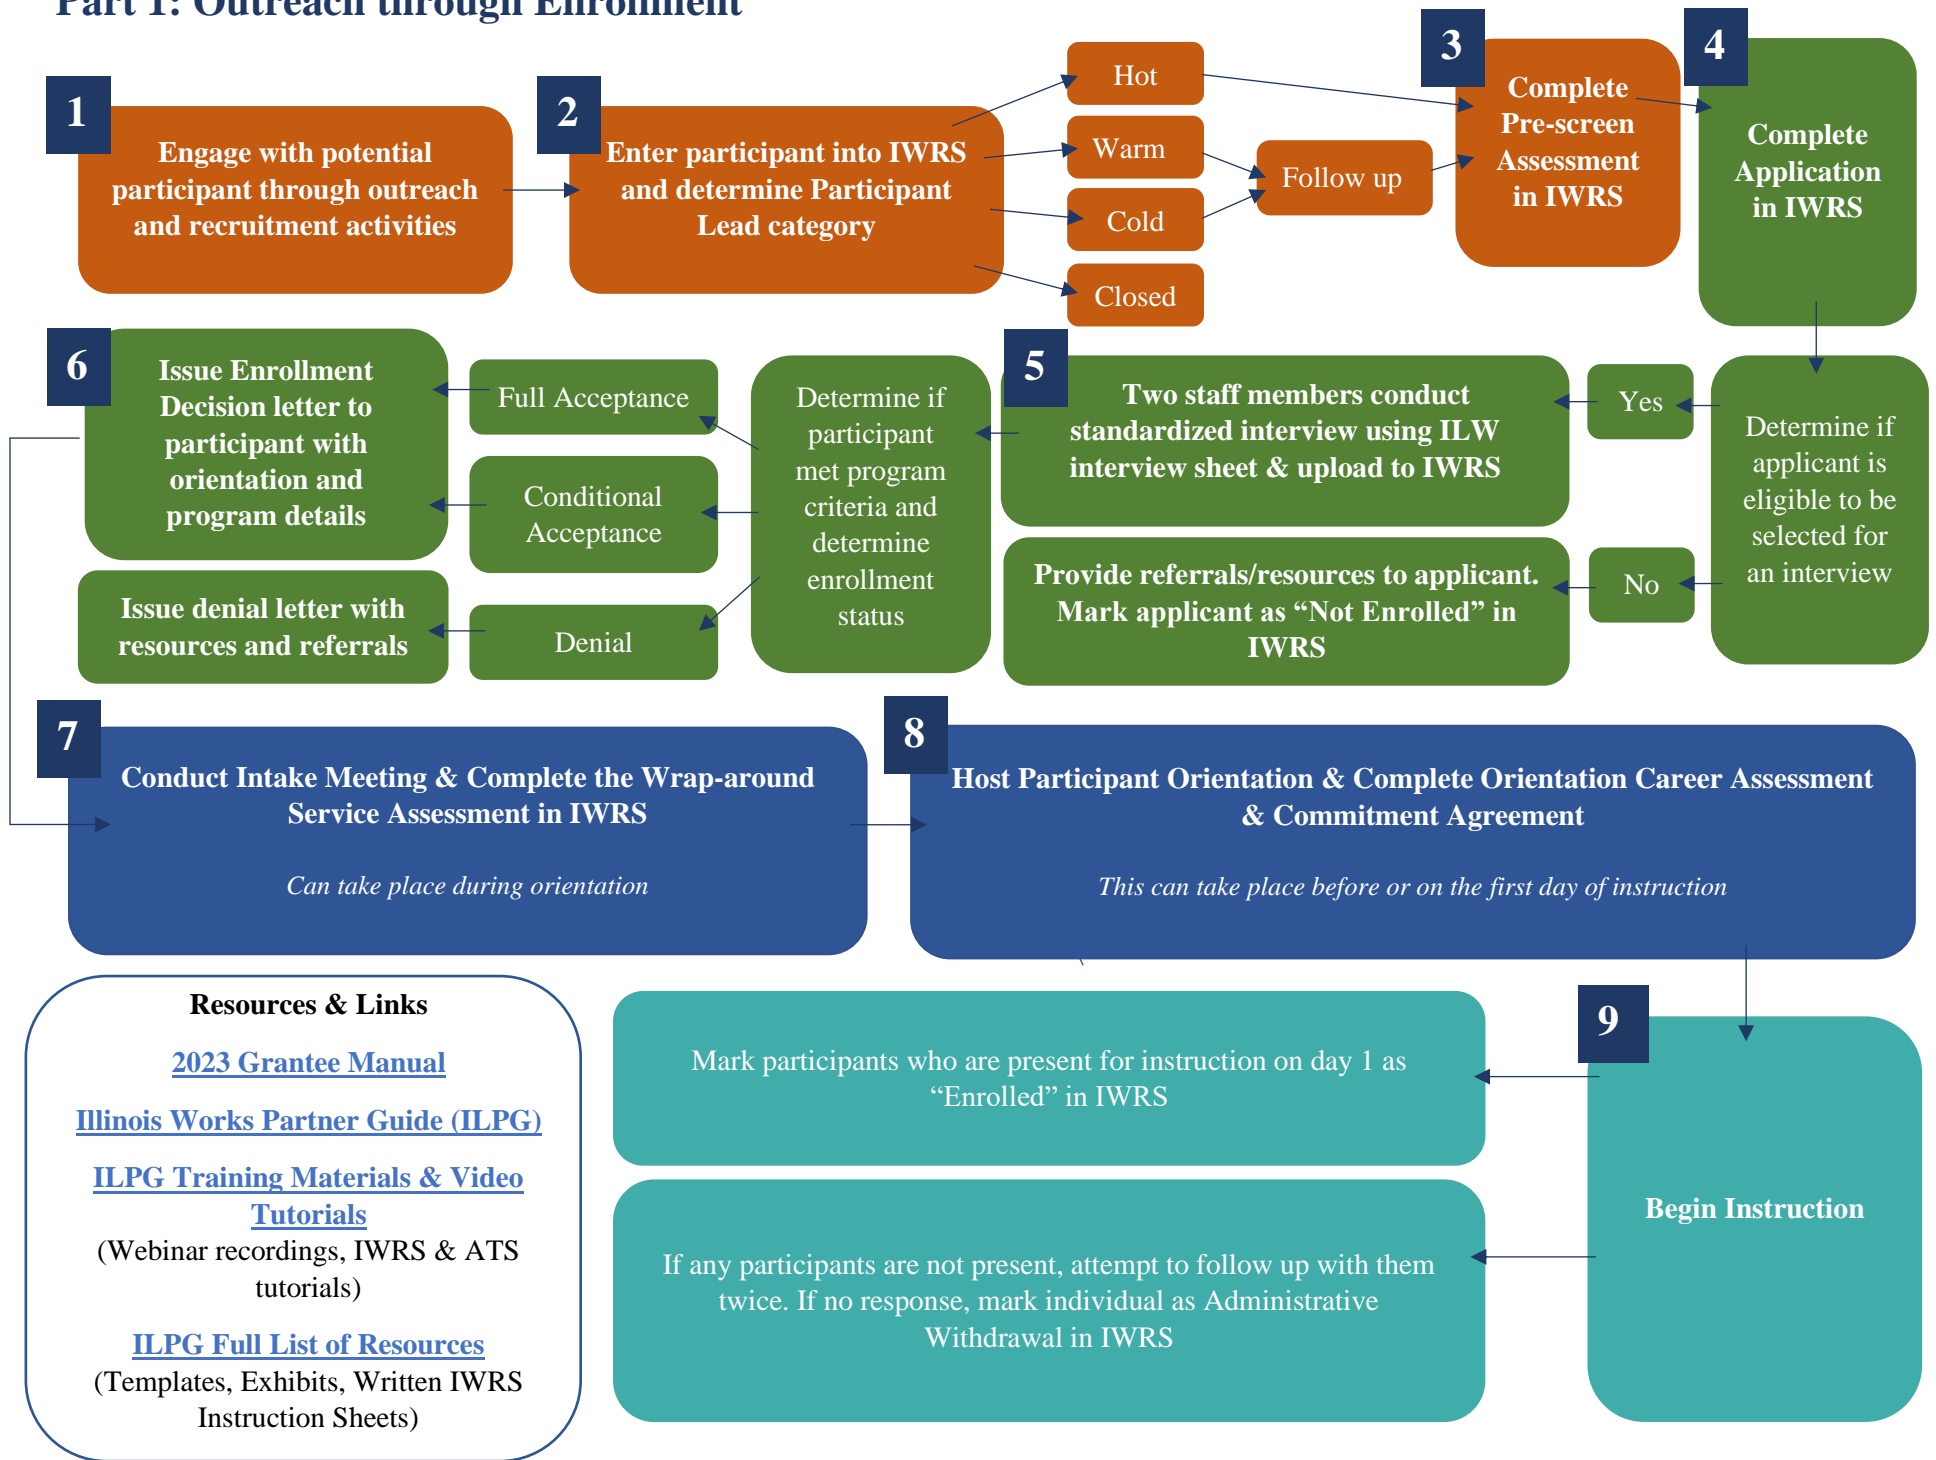 Part 1: Outreach through Enrollment
1
Engage with potential
participant through outreach
and recruitment activities
2
Enter participant into IWRS
and determine Participant
Lead category
Hot
Warm
Cold
Closed
Follow up
3
Complete
Pre-screen
Assessment
in IWRS
4
Complete
Application
in IWRS
Determine if
applicant is
eligible to be
selected for
an interview
Yes
No
5
Two staff members conduct
standardized interview using ILW
interview sheet & upload to IWRS
Provide referrals/resources to applicant.
Mark applicant as “Not Enrolled” in
IWRS
Determine if
participant
met program
criteria and
determine
enrollment
status
Full Acceptance
Conditional
Acceptance
Denial
6
Issue Enrollment
Decision letter to
participant with
orientation and
program details
Issue denial letter with
resources and referrals
7
Conduct Intake Meeting & Complete the Wrap-around
Service Assessment in IWRS
Can take place during orientation
8
Host Participant Orientation & Complete Orientation Career Assessment
& Commitment Agreement
This can take place before or on the first day of instruction
9
Begin Instruction
Mark participants who are present for instruction on day 1 as
“Enrolled” in IWRS
If any participants are not present, attempt to follow up with them
twice. If no response, mark individual as Administrative
Withdrawal in IWRS
Resources & Links
2023 Grantee Manual
Illinois Works Partner Guide (ILPG)
ILPG Training Materials & Video
Tutorials
(Webinar recordings, IWRS & ATS
tutorials)
ILPG Full List of Resources
(Templates, Exhibits, Written IWRS
Instruction Sheets)